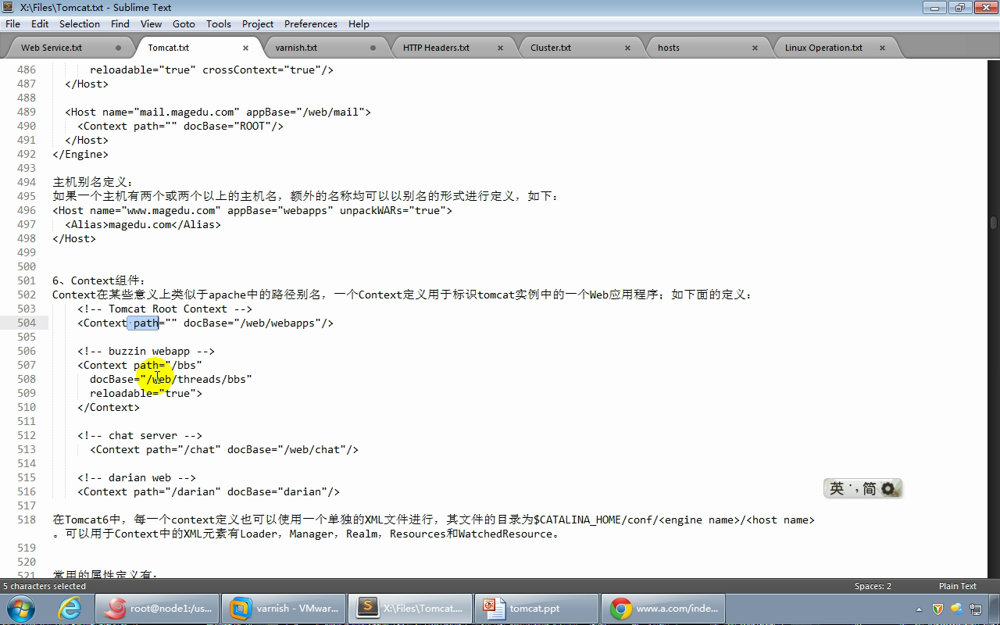 X:\Files\Tomcat.txt - Sublime Text
File Edit Selection Find View Goto Tools Project Preferences Help
Web Service.txt Tomcat.txt varnish.txt HTTP Headers.txt Cluster.txt hosts Linux Operation.txt
486 reloadable="true" crossContext="true"/>
487 </Host>
488
489 <Host name="mail.magedu.com" appBase="/web/mail">
490 <Context path="" docBase="ROOT"/>
491 </Host>
492 </Engine>
493
494 主机别名定义：
495 如果一个主机有两个或两个以上的主机名，额外的名称均可以以别名的形式进行定义，如下：
496 <Host name="www.magedu.com" appBase="webapps" unpackWARs="true">
497 <Alias>magedu.com</Alias>
498 </Host>
499
500
501 6、Context组件：
502 Context在某些意义上类似于apache中的路径别名，一个Context定义用于标识tomcat实例中的一个Web应用程序；如下面的定义：
503 <!-- Tomcat Root Context -->
504 <Context path="" docBase="/web/webapps"/>
505
506 <!-- buzzin webapp -->
507 <Context path="/bbs"
508 docBase="/web/threads/bbs"
509 reloadable="true">
510 </Context>
511
512 <!-- chat server -->
513 <Context path="/chat" docBase="/web/chat"/>
514
515 <!-- darian web -->
516 <Context path="/darian" docBase="darian"/>
517
518 在Tomcat6中，每一个context定义也可以使用一个单独的XML文件进行，其文件的目录为$CATALINA_HOME/conf/<engine name>/<host name>
。可以用于Context中的XML元素有Loader，Manager，Realm，Resources和WatchedResource。
519
520
521 常用的属性定义有：
英 ·, 简
5 characters selected Spaces: 2 Plain Text
root@node1:/us... varnish - VMwar... X:\Files\Tomcat.... tomcat.ppt www.a.com/inde...